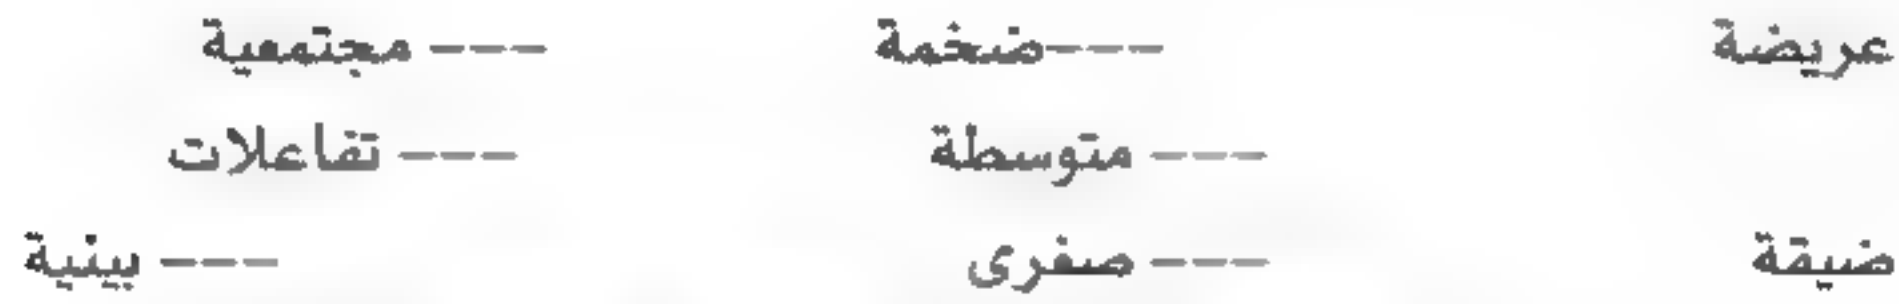 عريضة ---ضخمة --- مجتمعية
--- متوسطة --- تفاعلات
ضيقة --- صغرى --- بينية